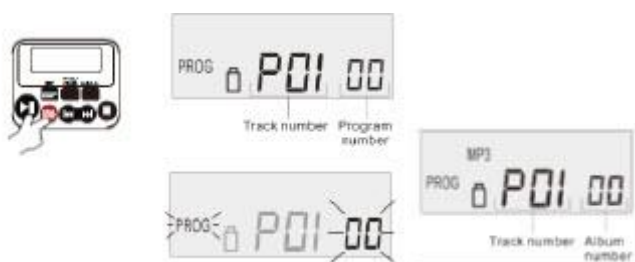 PROG P01 00
Track number Program
number
MP3
PROG P01 00
Track number Album
number
PROG P01 00